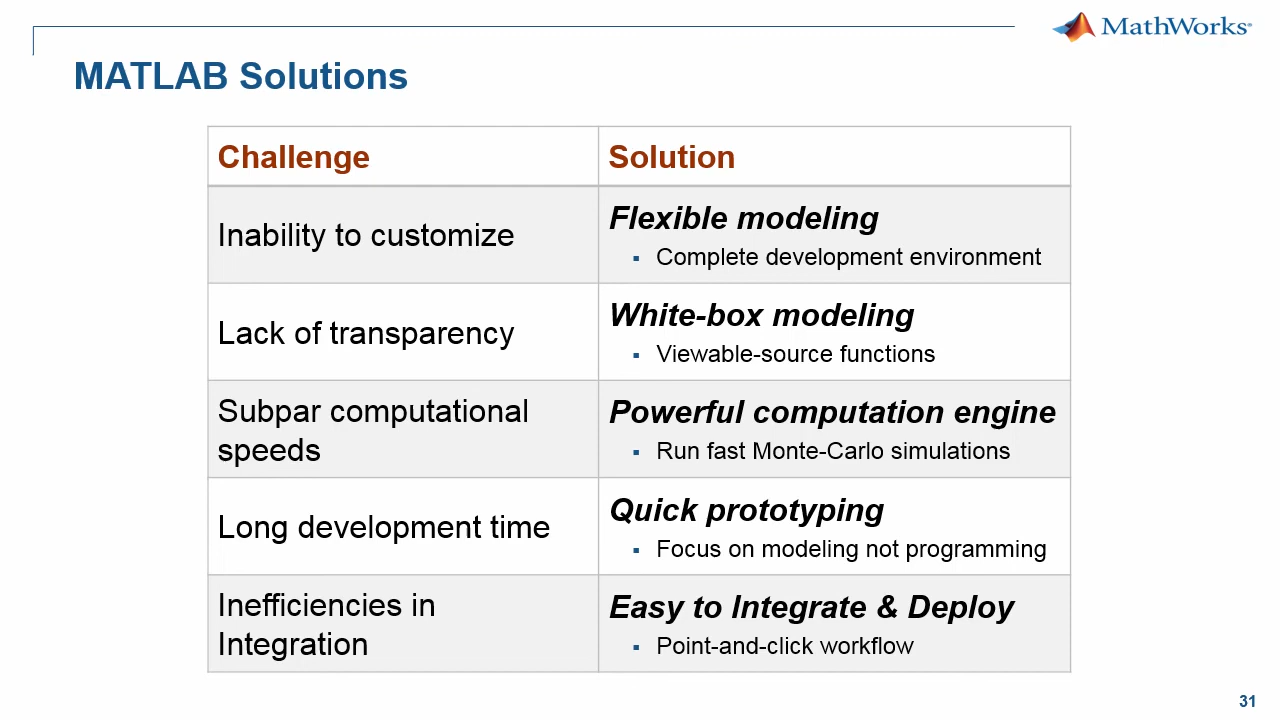 MathWorks®
MATLAB Solutions
Challenge
Solution
Inability to customize
Flexible modeling
▪ Complete development environment
Lack of transparency
White-box modeling
▪ Viewable-source functions
Subpar computational
speeds
Powerful computation engine
▪ Run fast Monte-Carlo simulations
Long development time
Quick prototyping
▪ Focus on modeling not programming
Inefficiencies in
Integration
Easy to Integrate & Deploy
▪ Point-and-click workflow
31